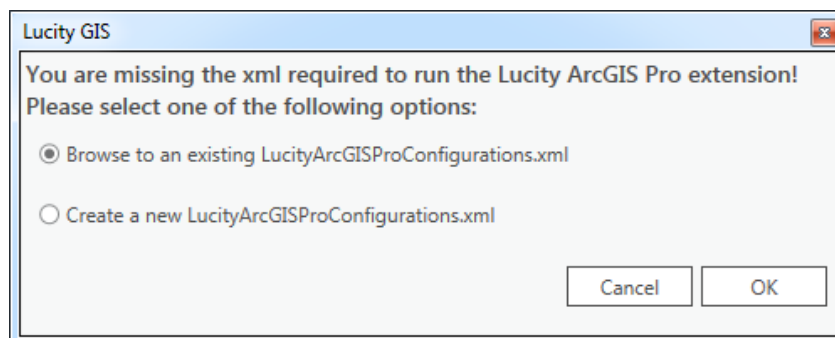 Lucity GIS
You are missing the xml required to run the Lucity ArcGIS Pro extension!
Please select one of the following options:
Browse to an existing LucityArcGISProConfigurations.xml
Create a new LucityArcGISProConfigurations.xml
Cancel OK